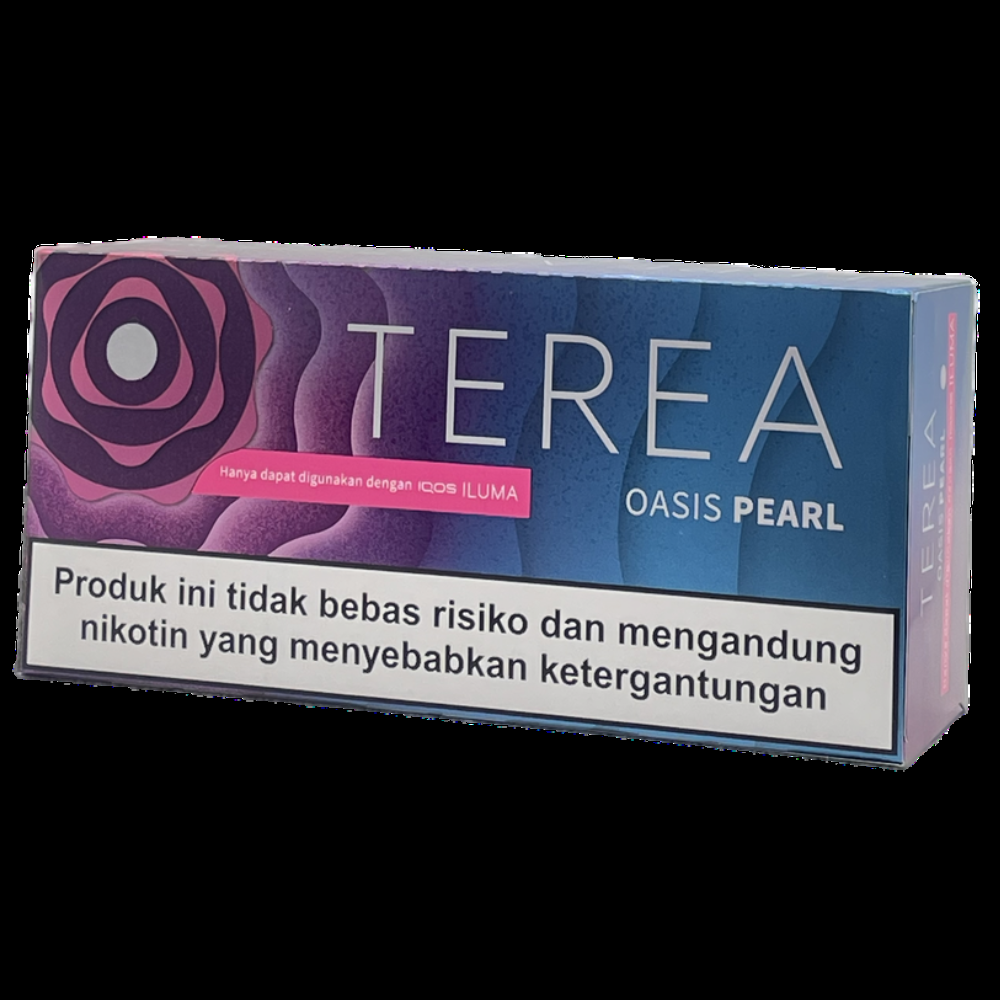 TEREA
Hanya dapat digunakan dengan IQOS ILUMA
OASIS PEARL
Produk ini tidak bebas risiko dan mengandung
nikotin yang menyebabkan ketergantungan
TEREA
OASIS PEARL
ILUMA